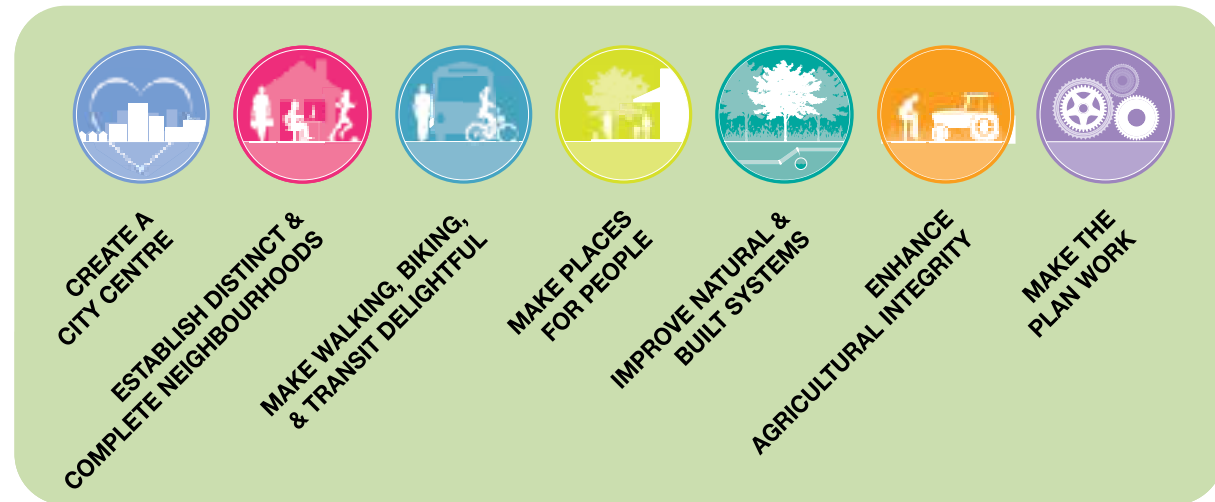 CREATE A
CITY CENTRE
ESTABLISH DISTINCT &
COMPLETE NEIGHBOURHOODS
MAKE WALKING, BIKING,
& TRANSIT DELIGHTFUL
MAKE PLACES
FOR PEOPLE
IMPROVE NATURAL &
BUILT SYSTEMS
ENHANCE
AGRICULTURAL INTEGRITY
MAKE THE
PLAN WORK